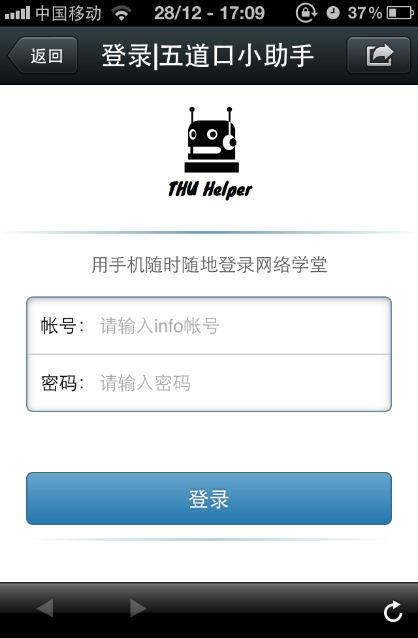 中国移动 28/12 - 17:09 37%
返回 登录|五道口小助手
THU Helper
用手机随时随地登录网络学堂
帐号： 请输入info帐号
密码： 请输入密码
登录